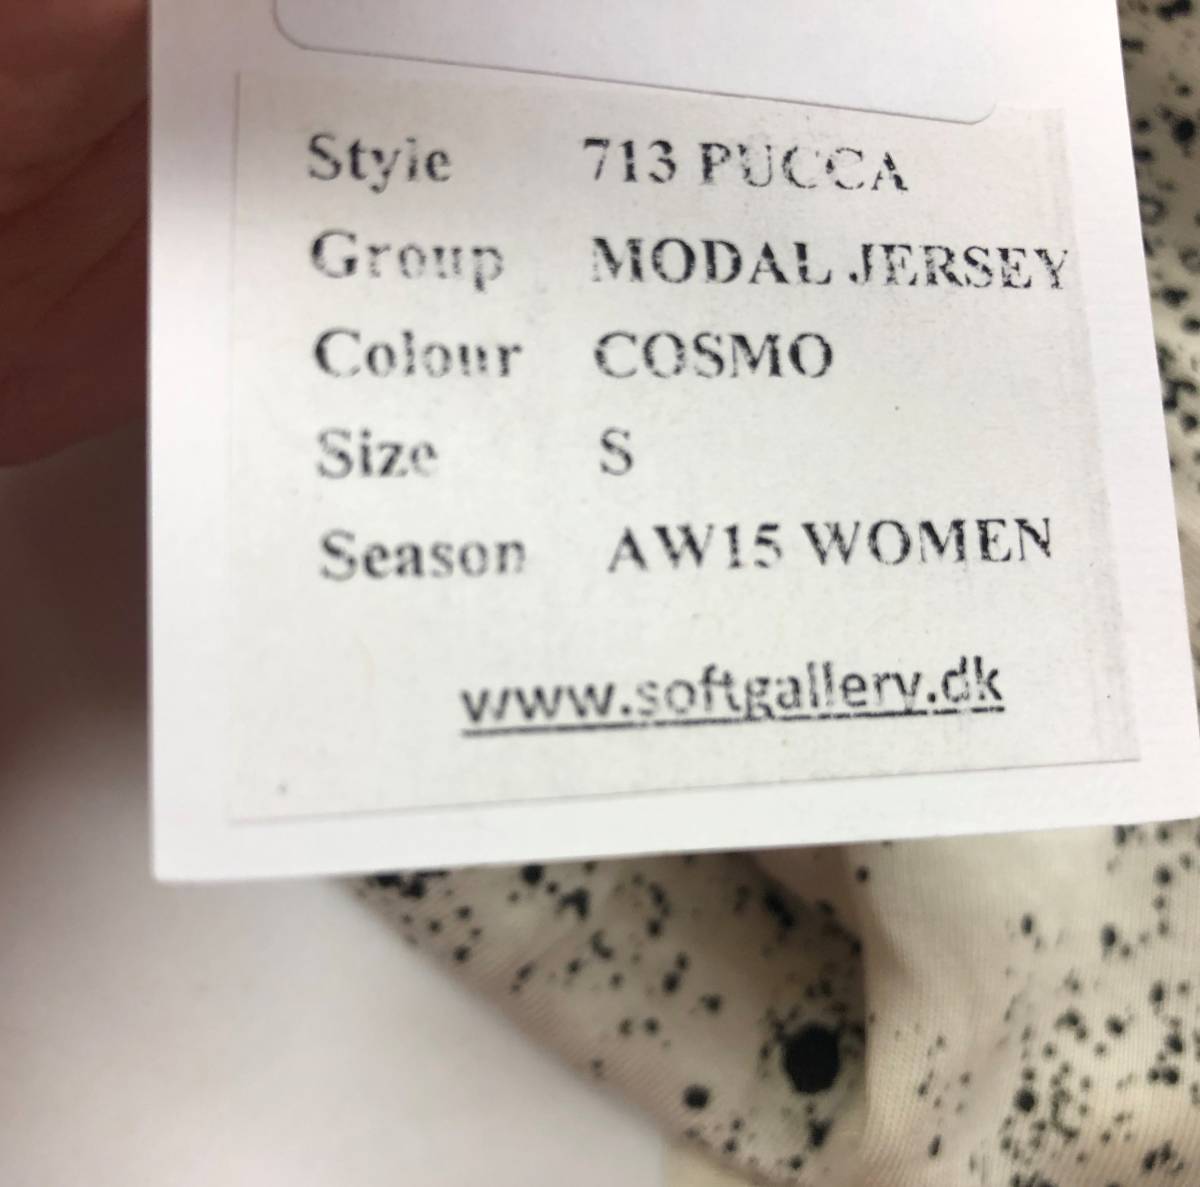 Style 713 PUCCA
Group MODAL JERSEY
Colour COSMO
Size S
Season AW15 WOMEN
www.softgallery.dk